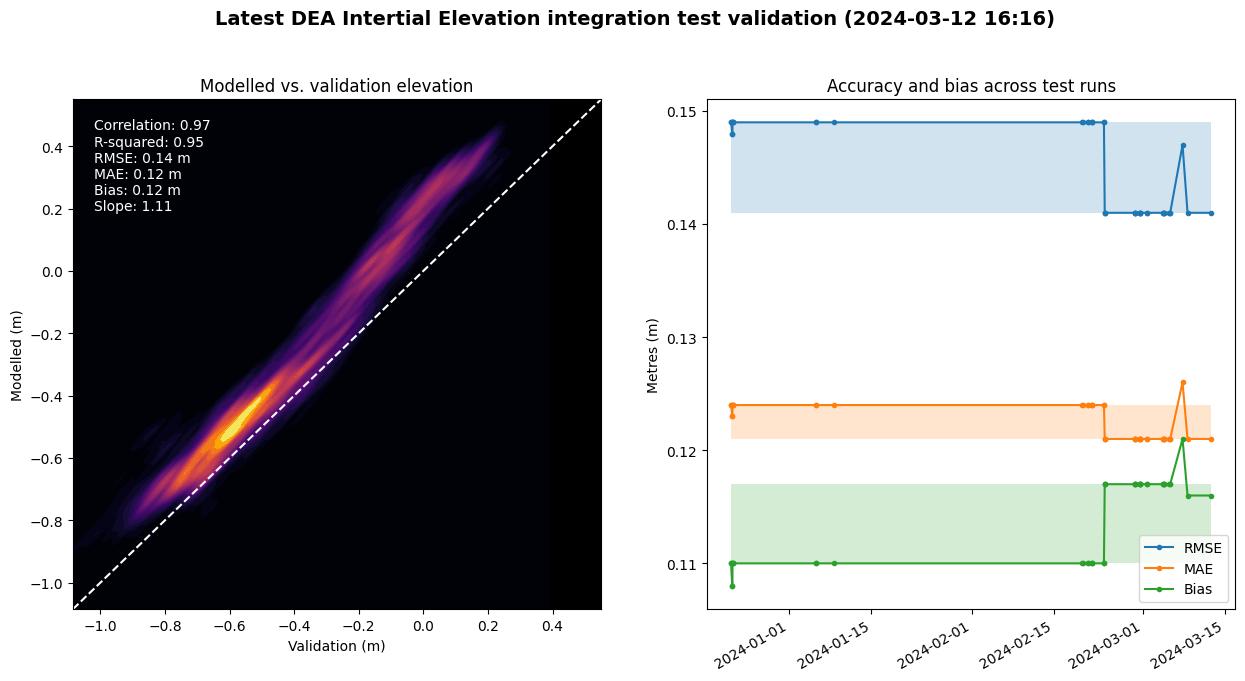 Latest DEA Intertial Elevation integration test validation (2024-03-12 16:16)
Modelled vs. validation elevation
Correlation: 0.97
R-squared: 0.95
RMSE: 0.14 m
MAE: 0.12 m
Bias: 0.12 m
Slope: 1.11
Modelled (m)
0.4
0.2
0.0
−0.2
−0.4
−0.6
−0.8
−1.0
−1.0 −0.8 −0.6 −0.4 −0.2 0.0 0.2 0.4
Validation (m)
Accuracy and bias across test runs
Metres (m)
0.15
0.14
0.13
0.12
0.11
RMSE
MAE
Bias
2024-01-01 2024-01-15 2024-02-01 2024-02-15 2024-03-01 2024-03-15